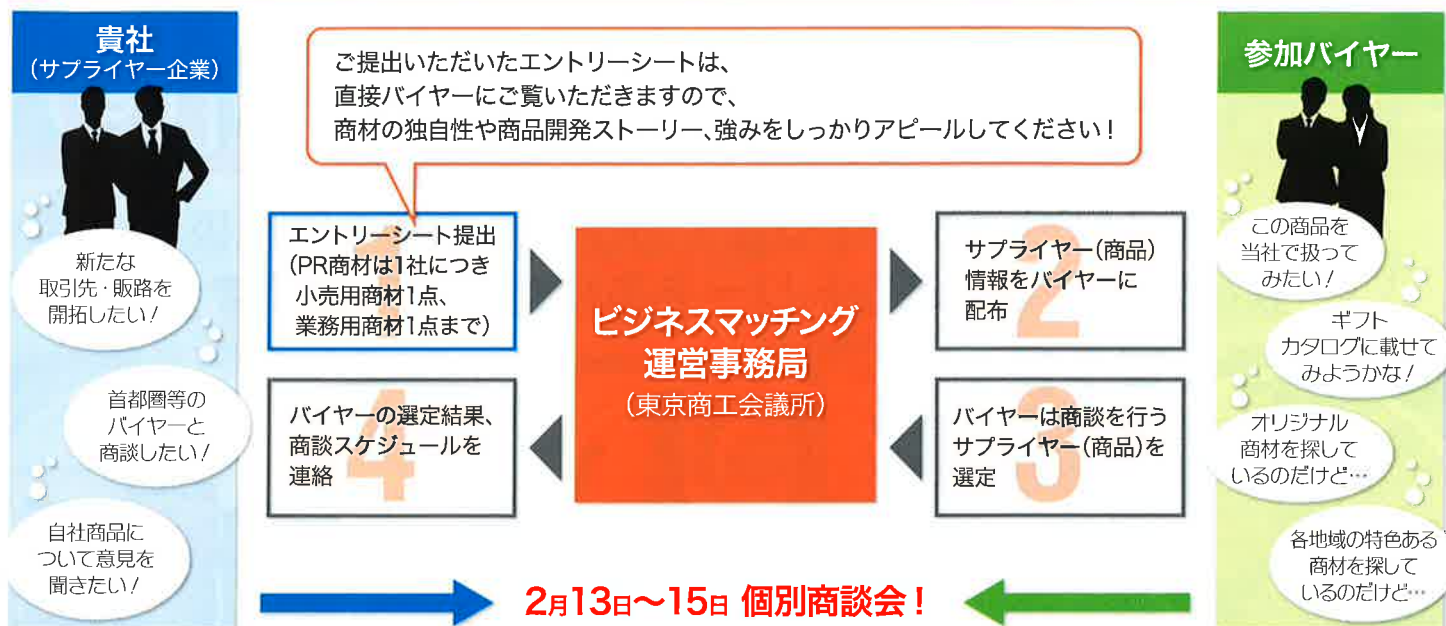 貴社
（サプライヤー企業）
新たな
取引先・販路を
開拓したい！
首都圏等の
バイヤーと
商談したい！
自社商品に
ついて意見を
聞きたい！
ご提出いただいたエントリーシートは、
直接バイヤーにご覧いただきますので、
商材の独自性や商品開発ストーリー、強みをしっかりアピールしてください！
1
エントリーシート提出
（PR商材は1社につき
小売用商材1点、
業務用商材1点まで）
ビジネスマッチング
運営事務局
（東京商工会議所）
2
サプライヤー（商品）
情報をバイヤーに
配布
3
バイヤーは商談を行う
サプライヤー（商品）を
選定
4
バイヤーの選定結果、
商談スケジュールを
連絡
参加バイヤー
この商品を
当社で扱って
みたい！
ギフト
カタログに載せて
みようかな！
オリジナル
商材を探して
いるのだけど…
各地域の特色ある
商材を探して
いるのだけど…
2月13日～15日 個別商談会！